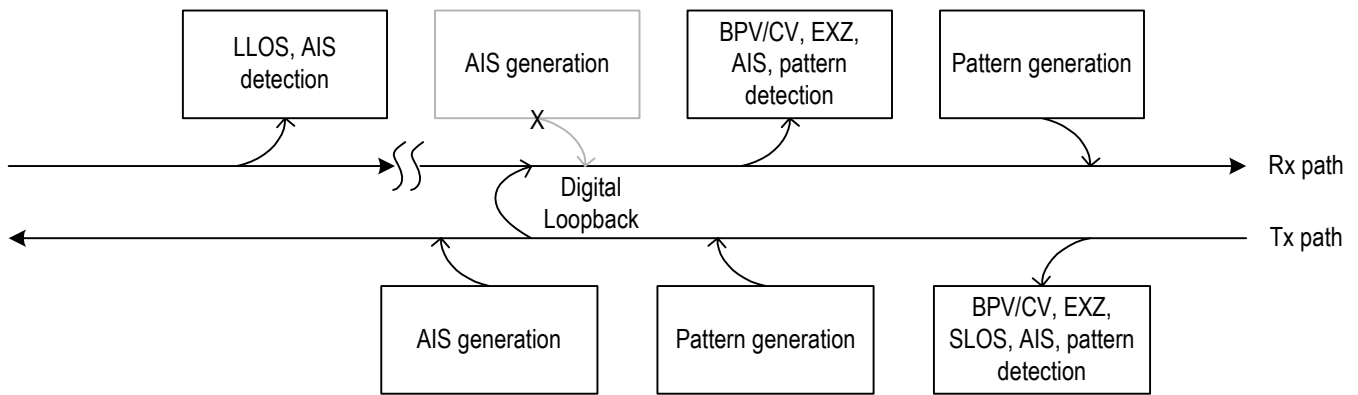 LLOS, AIS
detection
AIS generation
BPV/CV, EXZ,
AIS, pattern
detection
Pattern generation
X
Rx path
Digital
Loopback
Tx path
AIS generation
Pattern generation
BPV/CV, EXZ,
SLOS, AIS, pattern
detection